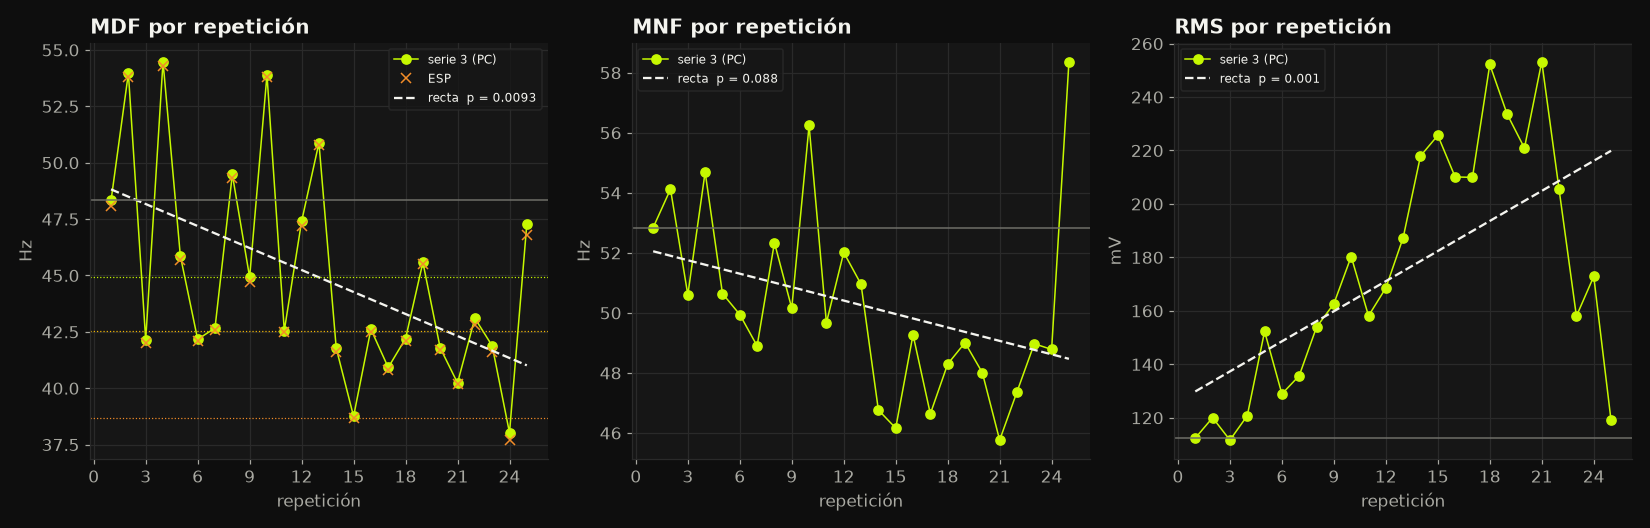 MDF por repetición
55.0
52.5
50.0
47.5
45.0
42.5
40.0
37.5
Hz
0 3 6 9 12 15 18 21 24
repetición
serie 3 (PC)
ESP
recta p = 0.0093
MNF por repetición
58
56
54
52
50
48
46
Hz
0 3 6 9 12 15 18 21 24
repetición
serie 3 (PC)
recta p = 0.088
RMS por repetición
260
240
220
200
180
160
140
120
mV
0 3 6 9 12 15 18 21 24
repetición
serie 3 (PC)
recta p = 0.001